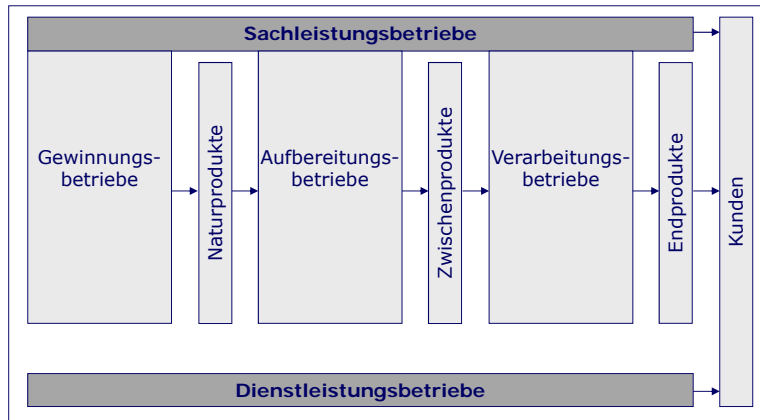 Sachleistungsbetriebe
Gewinnungs-
betriebe
Naturprodukte
Aufbereitungs-
betriebe
Zwischenprodukte
Verarbeitungs-
betriebe
Endprodukte
Kunden
Dienstleistungsbetriebe